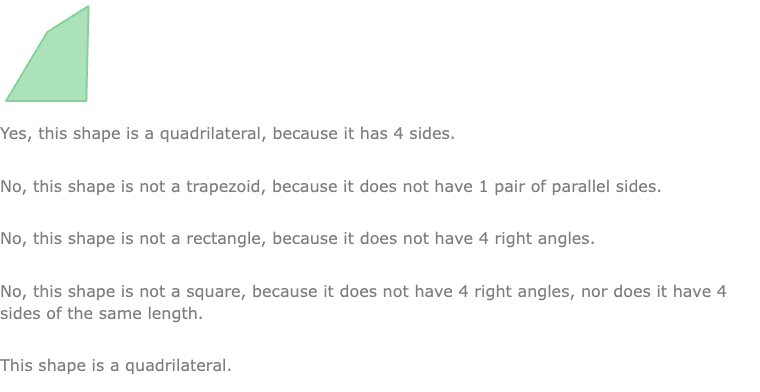 Yes, this shape is a quadrilateral, because it has 4 sides.
No, this shape is not a trapezoid, because it does not have 1 pair of parallel sides.
No, this shape is not a rectangle, because it does not have 4 right angles.
No, this shape is not a square, because it does not have 4 right angles, nor does it have 4
sides of the same length.
This shape is a quadrilateral.